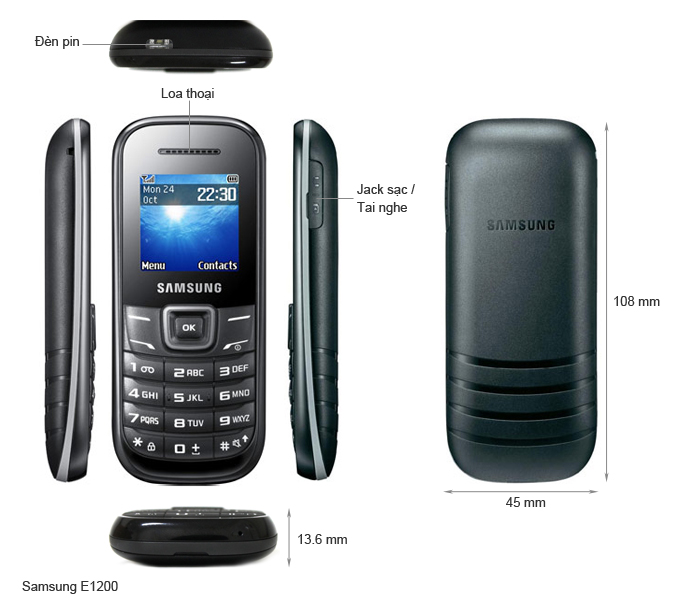 Đèn pin
Loa thoại
Mon 24
Oct
22:30
Menu
Contacts
SAMSUNG
OK
1
2 ABC
3 DEF
4 GHI
5 JKL
6 MNO
7 PQRS
8 TUV
9 WXYZ
*
0 +
#
Jack sạc /
Tai nghe
SAMSUNG
108 mm
45 mm
13.6 mm
Samsung E1200